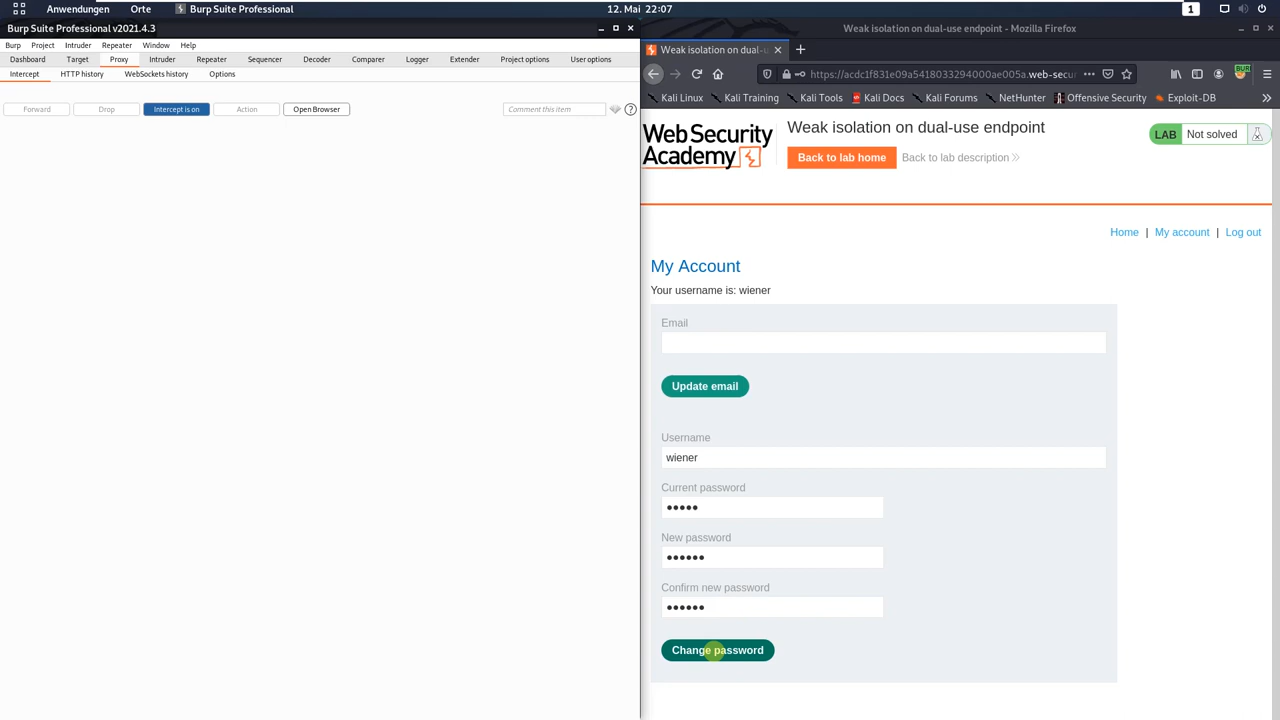 Anwendungen Orte Burp Suite Professional 12. Mai 22:07 1
Burp Suite Professional v2021.4.3
Burp Project Intruder Repeater Window Help
Dashboard Target Proxy Intruder Repeater Sequencer Decoder Comparer Logger Extender Project options User options
Intercept HTTP history WebSockets history Options
Forward Drop Intercept is on Action Open Browser Comment this item ?
Weak isolation on dual-use endpoint - Mozilla Firefox
Weak isolation on dual-u
https://acdc1f831e09a5418033294000ae005a.web-secu
BUR
Kali Linux Kali Training Kali Tools Kali Docs Kali Forums NetHunter Offensive Security Exploit-DB
Web Security
Academy
Weak isolation on dual-use endpoint
Back to lab home Back to lab description
LAB Not solved
Home | My account | Log out
My Account
Your username is: wiener
Email
Update email
Username
wiener
Current password
•••••
New password
••••••
Confirm new password
••••••
Change password